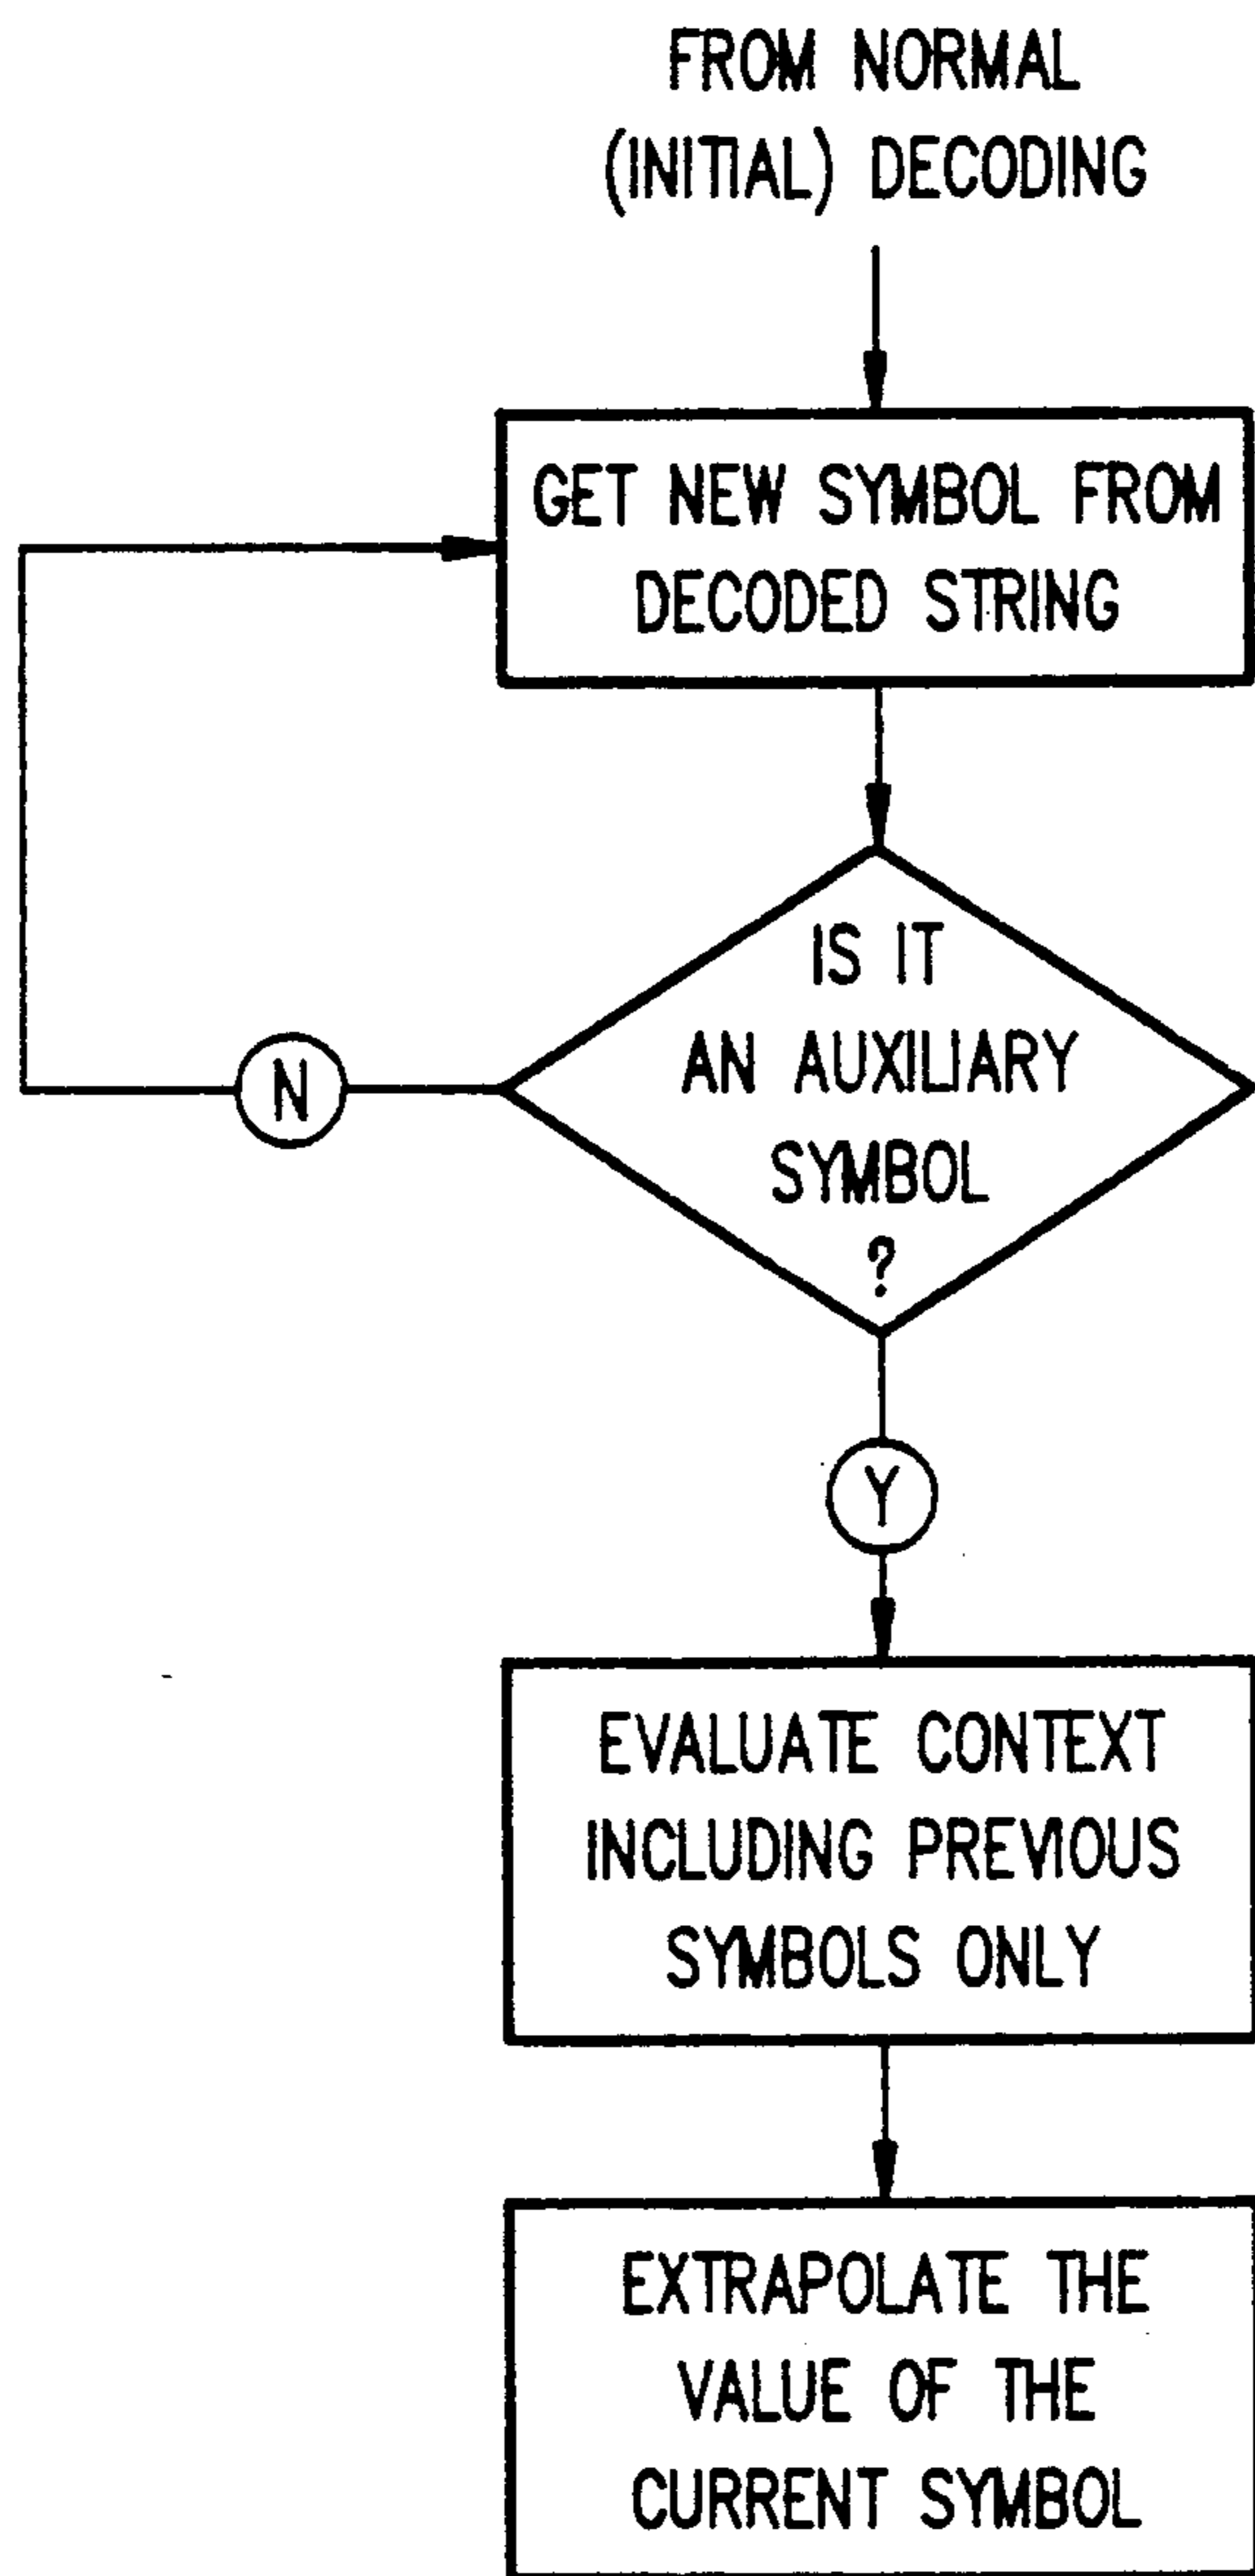 FROM NORMAL
(INITIAL) DECODING
GET NEW SYMBOL FROM
DECODED STRING
IS IT
AN AUXILIARY
SYMBOL
?
N
Y
EVALUATE CONTEXT
INCLUDING PREVIOUS
SYMBOLS ONLY
EXTRAPOLATE THE
VALUE OF THE
CURRENT SYMBOL